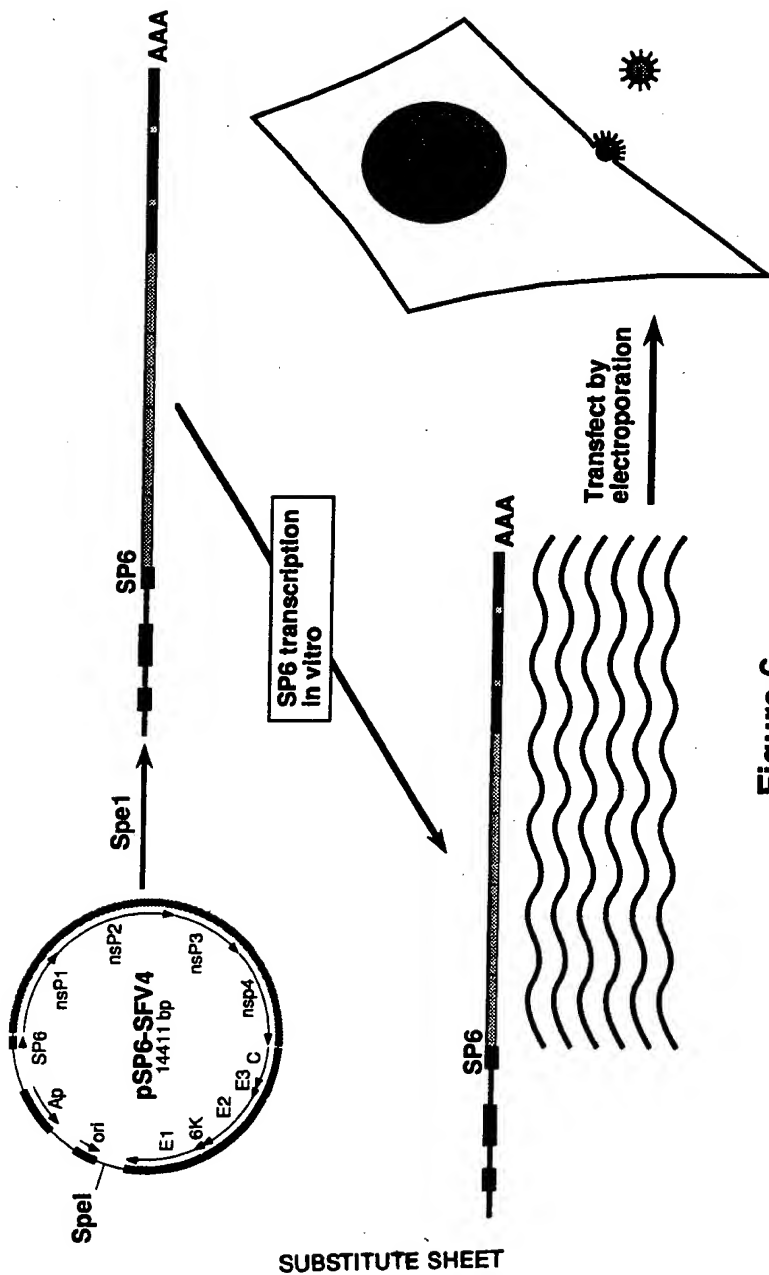 SpeI
ori
Ap
SP6
nsP1
nsP2
nsP3
nsp4
C
E3
E2
6K
E1
pSP6-SFV4
14411 bp
Spe1
SP6
AAA
SP6 transcription
in vitro
SP6
AAA
Transfect by
electroporation
SUBSTITUTE SHEET